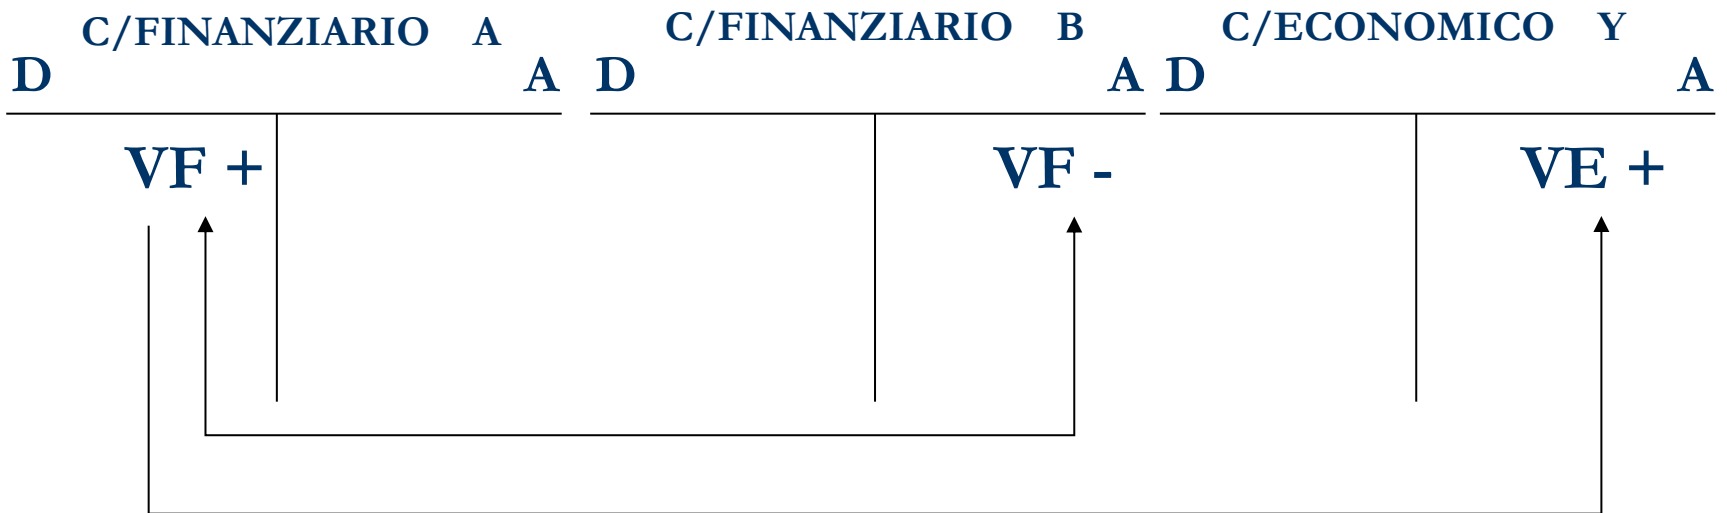 C/FINANZIARIO A C/FINANZIARIO B C/ECONOMICO Y
D A D A D A
VF + VF - VE +